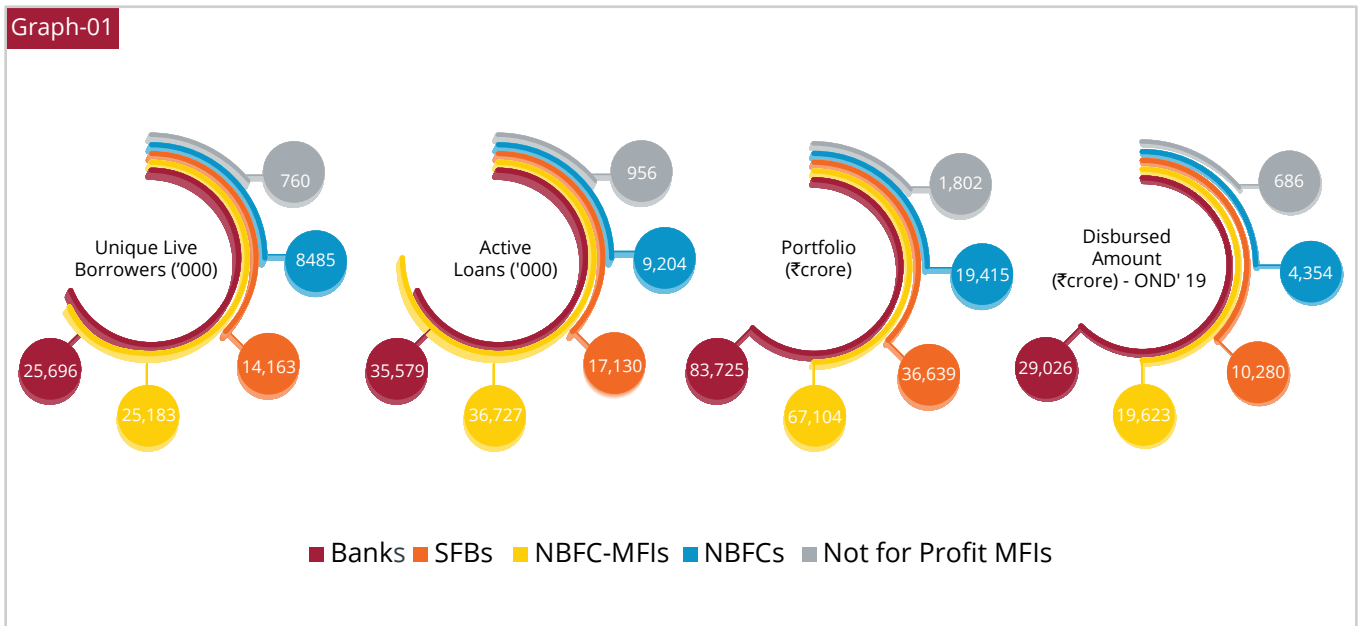 Graph-01
Unique Live
Borrowers ('000)
760
8485
14,163
25,183
25,696
Active
Loans ('000)
956
9,204
17,130
36,727
35,579
Portfolio
(₹crore)
1,802
19,415
36,639
67,104
83,725
Disbursed
Amount
(₹crore) - OND' 19
686
4,354
10,280
19,623
29,026
Banks SFBs NBFC-MFIs NBFCs Not for Profit MFIs